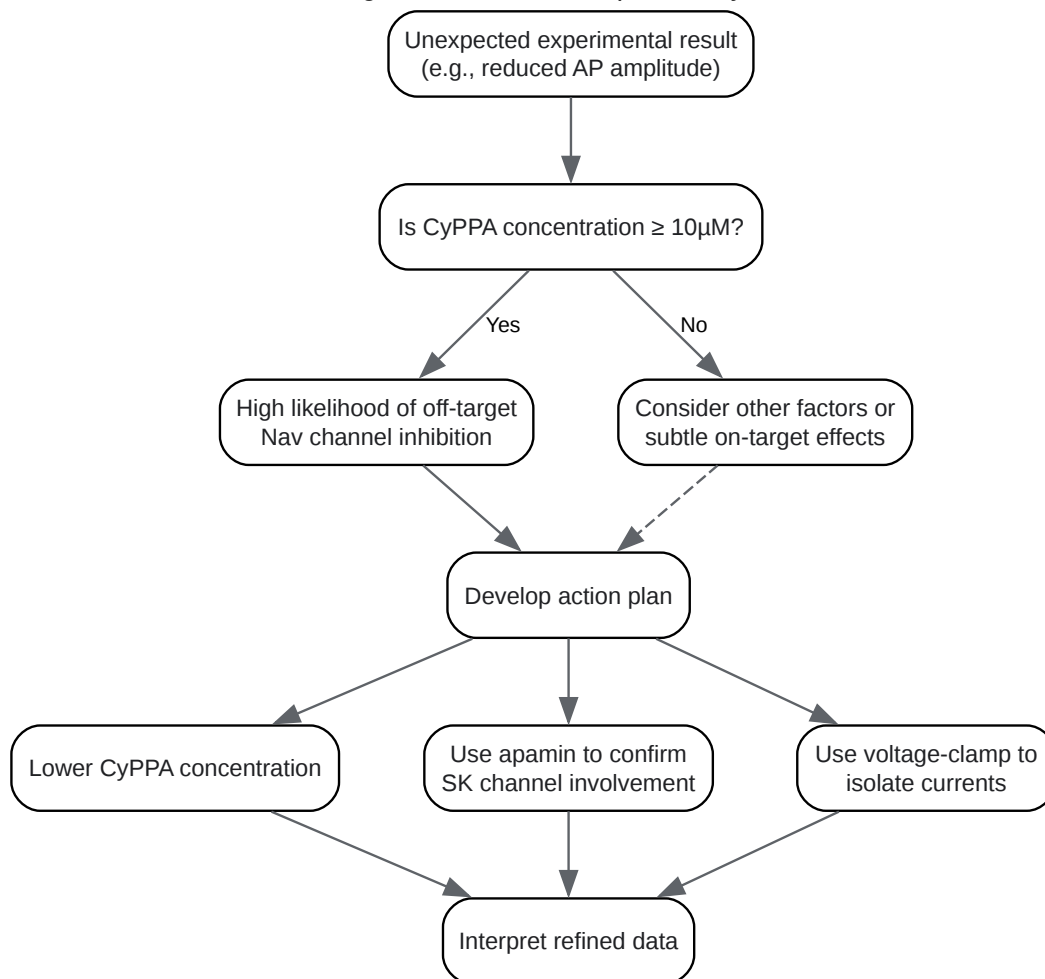 Unexpected experimental result
(e.g., reduced AP amplitude)
Is CyPPA concentration ≥ 10µM?
Yes
No
High likelihood of off-target
Nav channel inhibition
Consider other factors or
subtle on-target effects
Develop action plan
Lower CyPPA concentration
Use apamin to confirm
SK channel involvement
Use voltage-clamp to
isolate currents
Interpret refined data